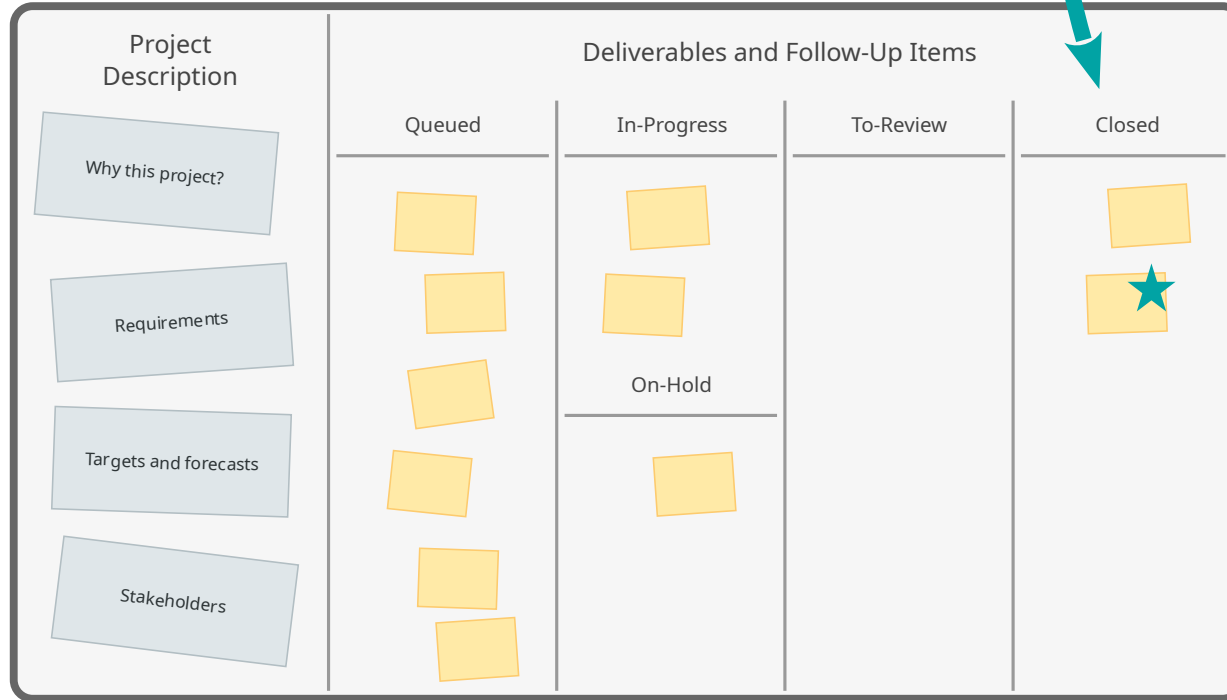 Project
Description
Why this project?
Requirements
Targets and forecasts
Stakeholders
Deliverables and Follow-Up Items
Queued
In-Progress
On-Hold
To-Review
Closed